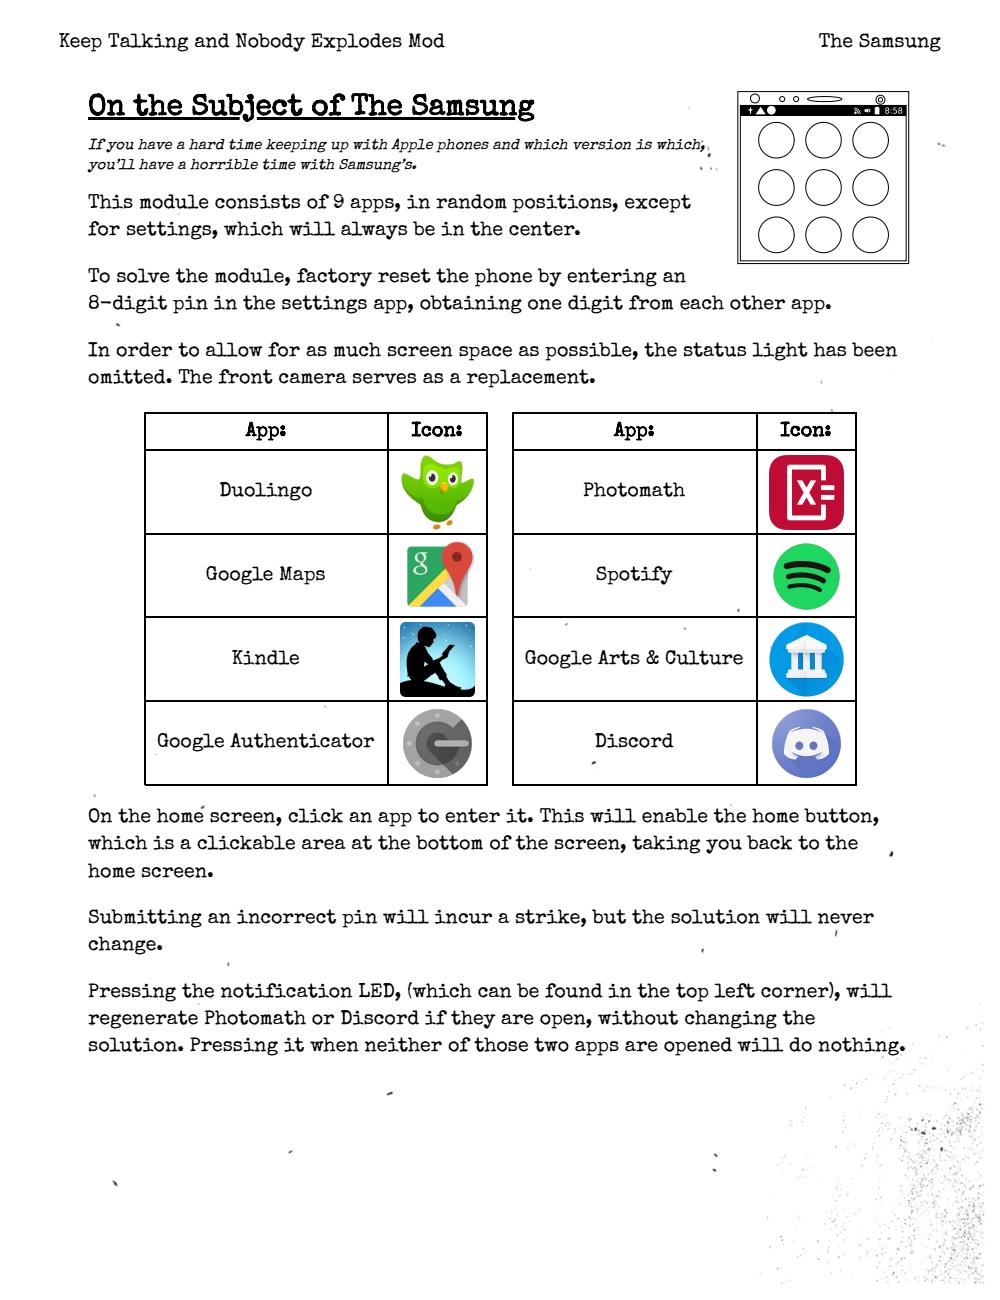 Keep Talking and Nobody Explodes Mod
The Samsung
On the Subject of The Samsung
If you have a hard time keeping up with Apple phones and which version is which,
you'll have a horrible time with Samsung's.
8:58
This module consists of 9 apps, in random positions, except
for settings, which will always be in the center.
To solve the module, factory reset the phone by entering an
8-digit pin in the settings app, obtaining one digit from each other app.
In order to allow for as much screen space as possible, the status light has been
omitted. The front camera serves as a replacement.
App: Icon: App: Icon:
Duolingo Photomath X
Google Maps g Spotify
Kindle Google Arts & Culture
Google Authenticator Discord
On the home screen, click an app to enter it. This will enable the home button,
which is a clickable area at the bottom of the screen, taking you back to the
home screen.
Submitting an incorrect pin will incur a strike, but the solution will never
change.
Pressing the notification LED, (which can be found in the top left corner), will
regenerate Photomath or Discord if they are open, without changing the
solution. Pressing it when neither of those two apps are opened will do nothing.